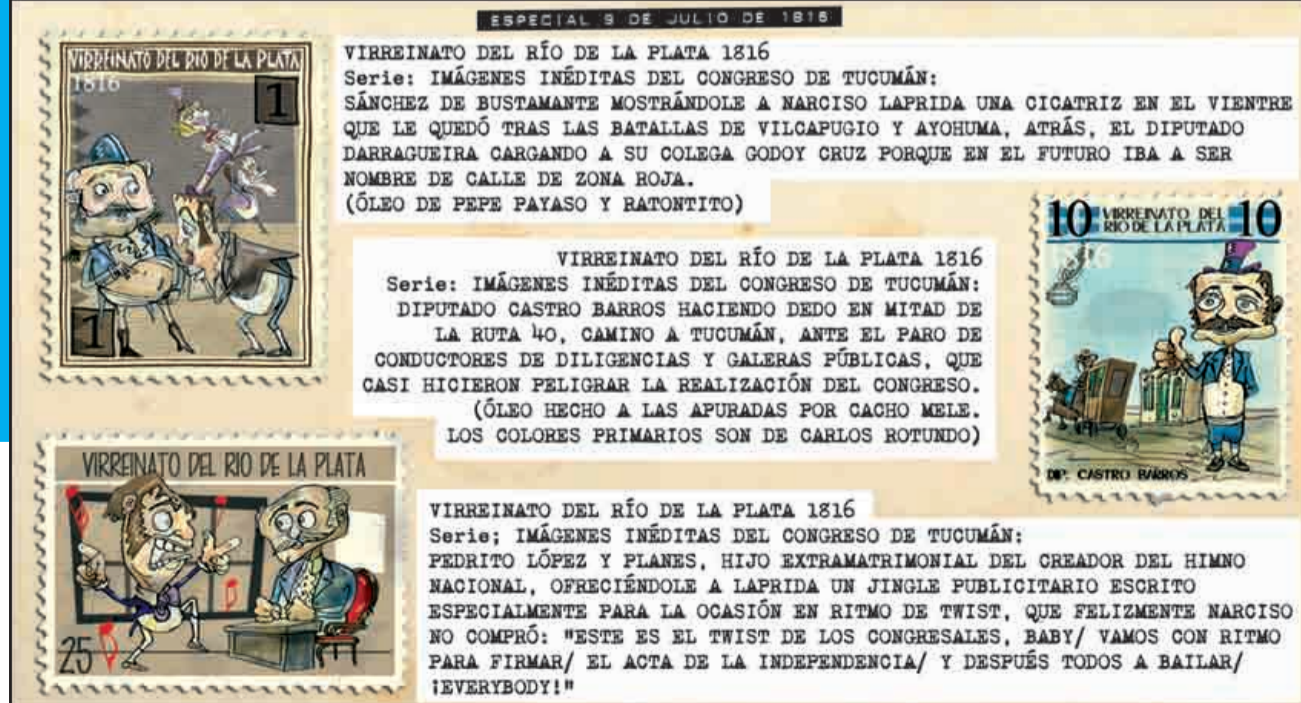 ESPECIAL 9 DE JULIO DE 1816
VIRREINATO DEL RIO DE LA PLATA
1816
1
1
VIRREINATO DEL RÍO DE LA PLATA 1816
Serie: IMÁGENES INÉDITAS DEL CONGRESO DE TUCUMÁN:
SÁNCHEZ DE BUSTAMANTE MOSTRÁNDOLE A NARCISO LAPRIDA UNA CICATRIZ EN EL VIENTRE
QUE LE QUEDÓ TRAS LAS BATALLAS DE VILCAPUGIO Y AYOHUMA, ATRÁS, EL DIPUTADO
DARRAGUEIRA CARGANDO A SU COLEGA GODOY CRUZ PORQUE EN EL FUTURO IBA A SER
NOMBRE DE CALLE DE ZONA ROJA.
(ÓLEO DE PEPE PAYASO Y RATONTITO)
VIRREINATO DEL RÍO DE LA PLATA 1816
Serie: IMÁGENES INÉDITAS DEL CONGRESO DE TUCUMÁN:
DIPUTADO CASTRO BARROS HACIENDO DEDO EN MITAD DE
LA RUTA 40, CAMINO A TUCUMÁN, ANTE EL PARO DE
CONDUCTORES DE DILIGENCIAS Y GALERAS PÚBLICAS, QUE
CASI HICIERON PELIGRAR LA REALIZACIÓN DEL CONGRESO.
(ÓLEO HECHO A LAS APURADAS POR CACHO MELE.
LOS COLORES PRIMARIOS SON DE CARLOS ROTUNDO)
10 VIRREINATO DEL RIO DE LA PLATA 10
1816
DIP. CASTRO BARROS
VIRREINATO DEL RIO DE LA PLATA
25
VIRREINATO DEL RÍO DE LA PLATA 1816
Serie; IMÁGENES INÉDITAS DEL CONGRESO DE TUCUMÁN:
PEDRITO LÓPEZ Y PLANES, HIJO EXTRAMATRIMONIAL DEL CREADOR DEL HIMNO
NACIONAL, OFRECIÉNDOLE A LAPRIDA UN JINGLE PUBLICITARIO ESCRITO
ESPECIALMENTE PARA LA OCASIÓN EN RITMO DE TWIST, QUE FELIZMENTE NARCISO
NO COMPRÓ: "ESTE ES EL TWIST DE LOS CONGRESALES, BABY/ VAMOS CON RITMO
PARA FIRMAR/ EL ACTA DE LA INDEPENDENCIA/ Y DESPUÉS TODOS A BAILAR/
¡EVERYBODY!"